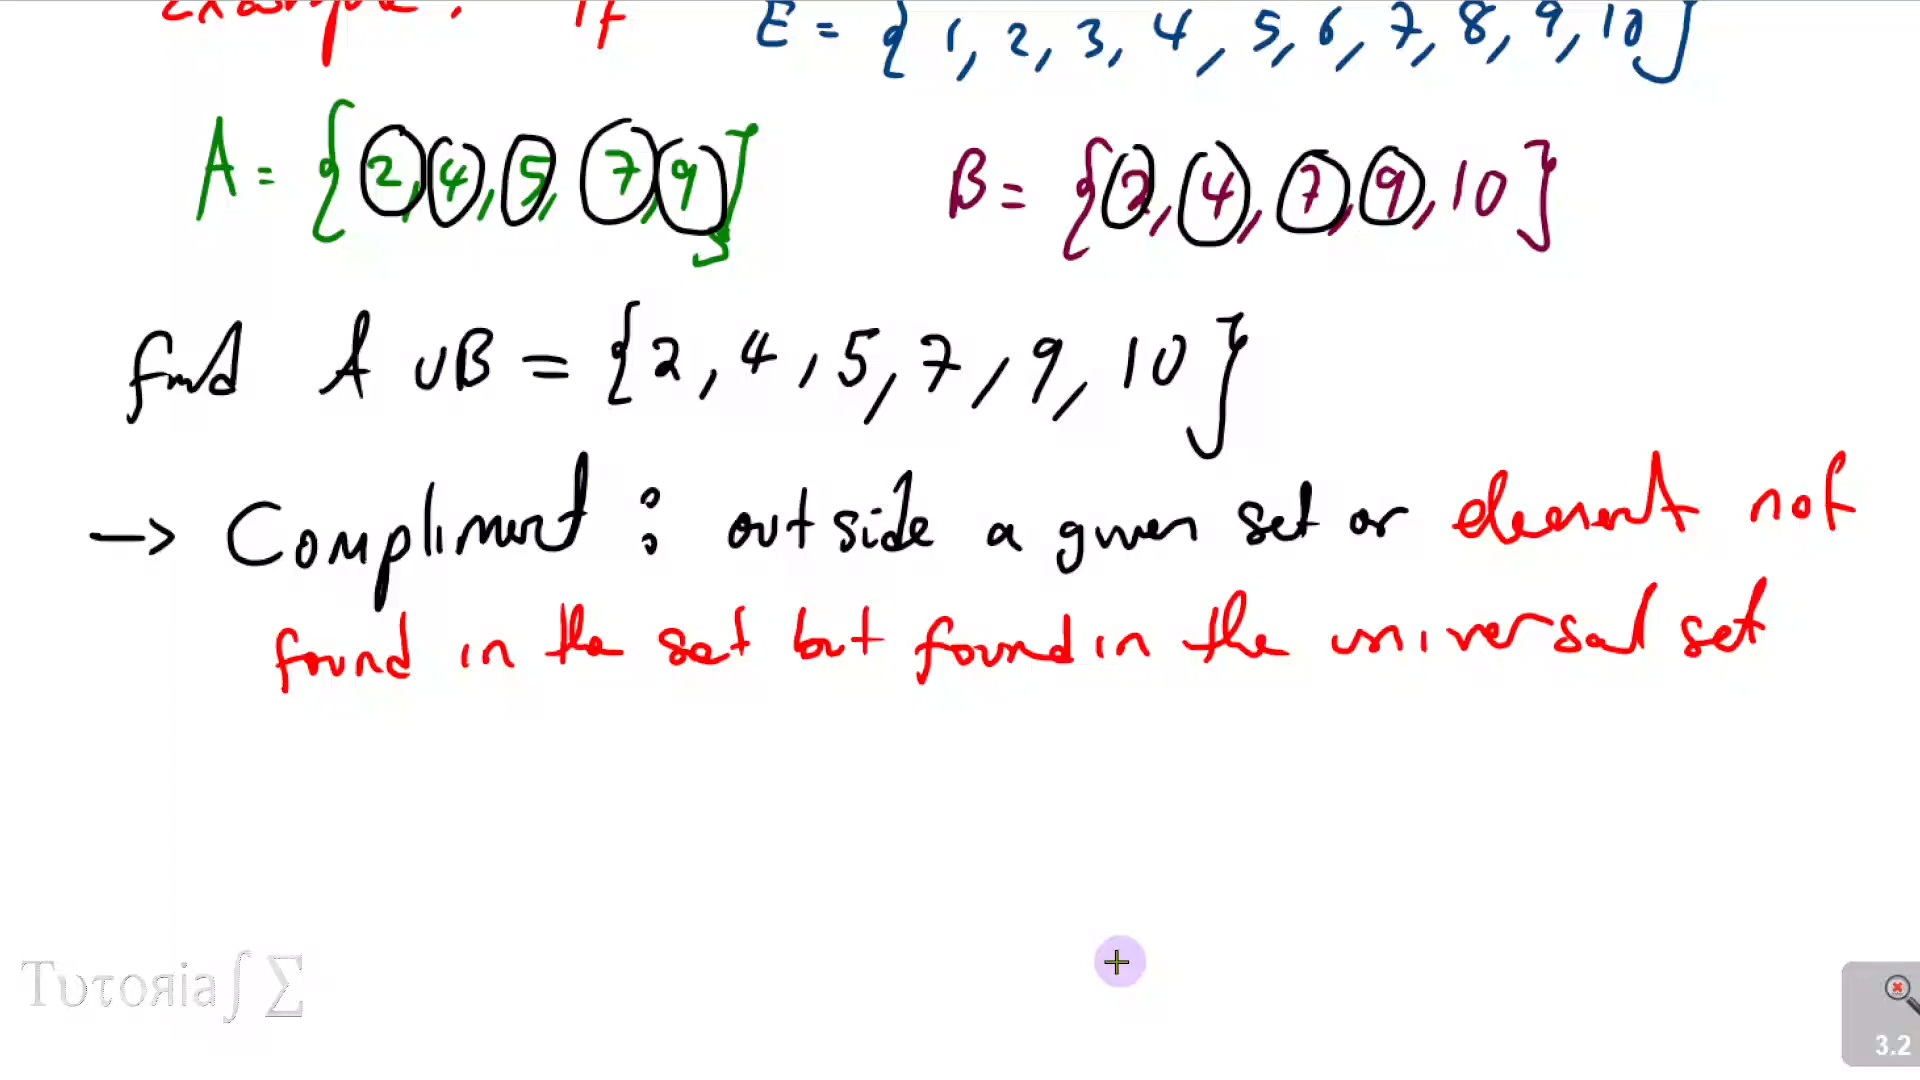 Example: If E = { 1, 2, 3, 4, 5, 6, 7, 8, 9, 10 }
A = { 2, 4, 5, 7, 9 } B = { 2, 4, 7, 9, 10 }
find A ∪ B = { 2, 4, 5, 7, 9, 10 }
→ Compliment : outside a given set or element not
found in the set but found in the universal set
Tυτoяia∫ ∑
3.2